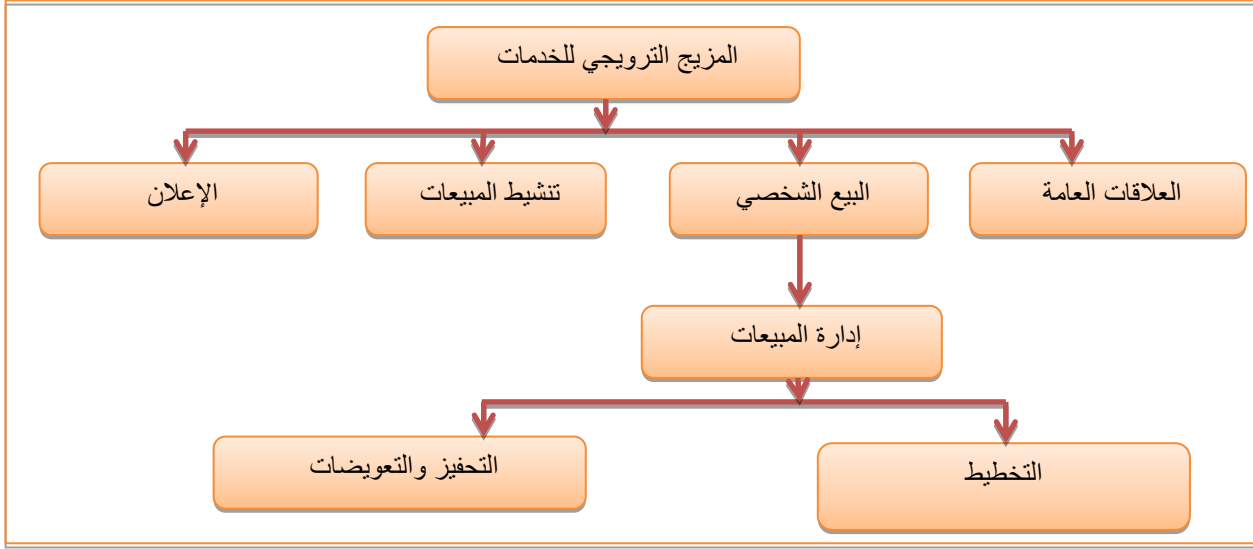 المزيج الترويجي للخدمات
العلاقات العامة
البيع الشخصي
تنشيط المبيعات
الإعلان
إدارة المبيعات
التخطيط
التحفيز والتعويضات